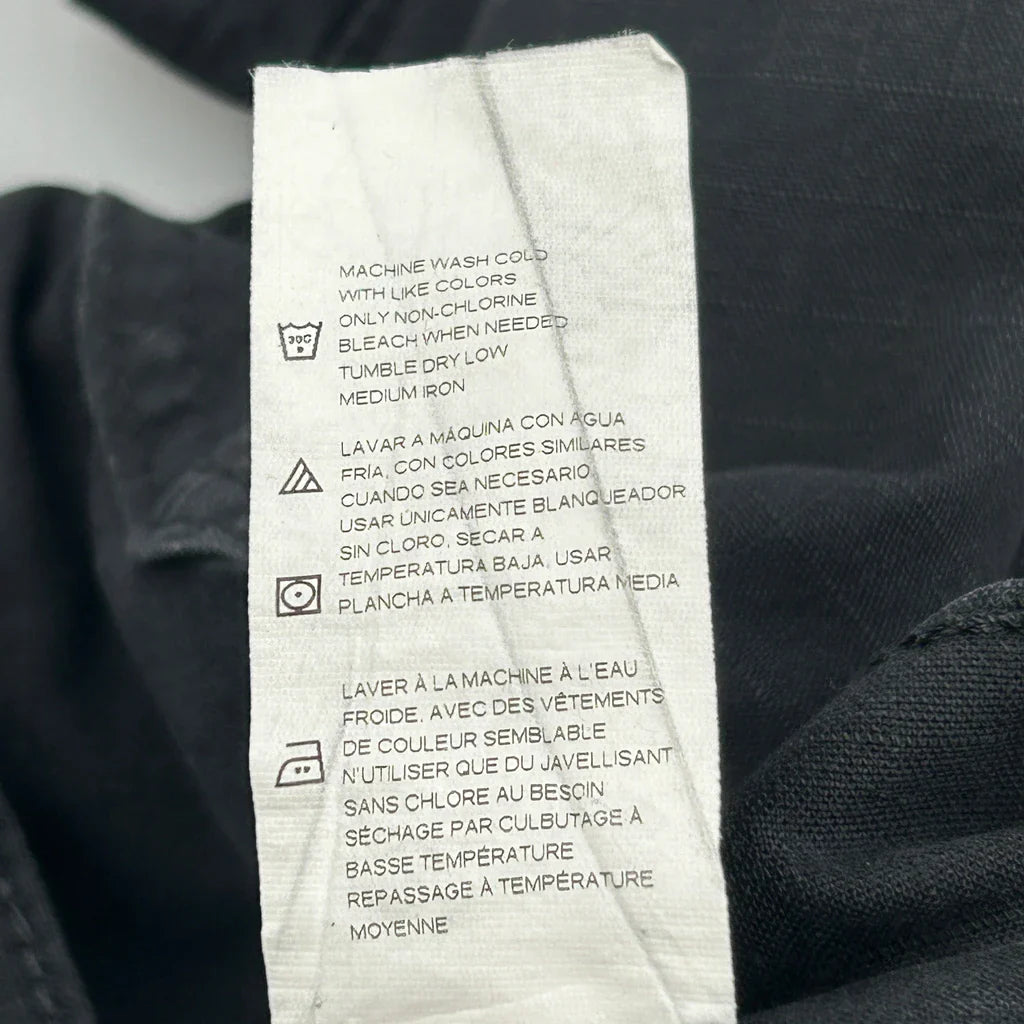 MACHINE WASH COLD
WITH LIKE COLORS
ONLY NON-CHLORINE
BLEACH WHEN NEEDED
TUMBLE DRY LOW
MEDIUM IRON
30C
LAVAR A MÁQUINA CON AGUA
FRÍA, CON COLORES SIMILARES
CUANDO SEA NECESARIO
USAR ÚNICAMENTE BLANQUEADOR
SIN CLORO, SECAR A
TEMPERATURA BAJA, USAR
PLANCHA A TEMPERATURA MEDIA
LAVER À LA MACHINE À L'EAU
FROIDE, AVEC DES VÊTEMENTS
DE COULEUR SEMBLABLE
N'UTILISER QUE DU JAVELLISANT
SANS CHLORE AU BESOIN
SÉCHAGE PAR CULBUTAGE À
BASSE TEMPÉRATURE
REPASSAGE À TEMPÉRATURE
MOYENNE